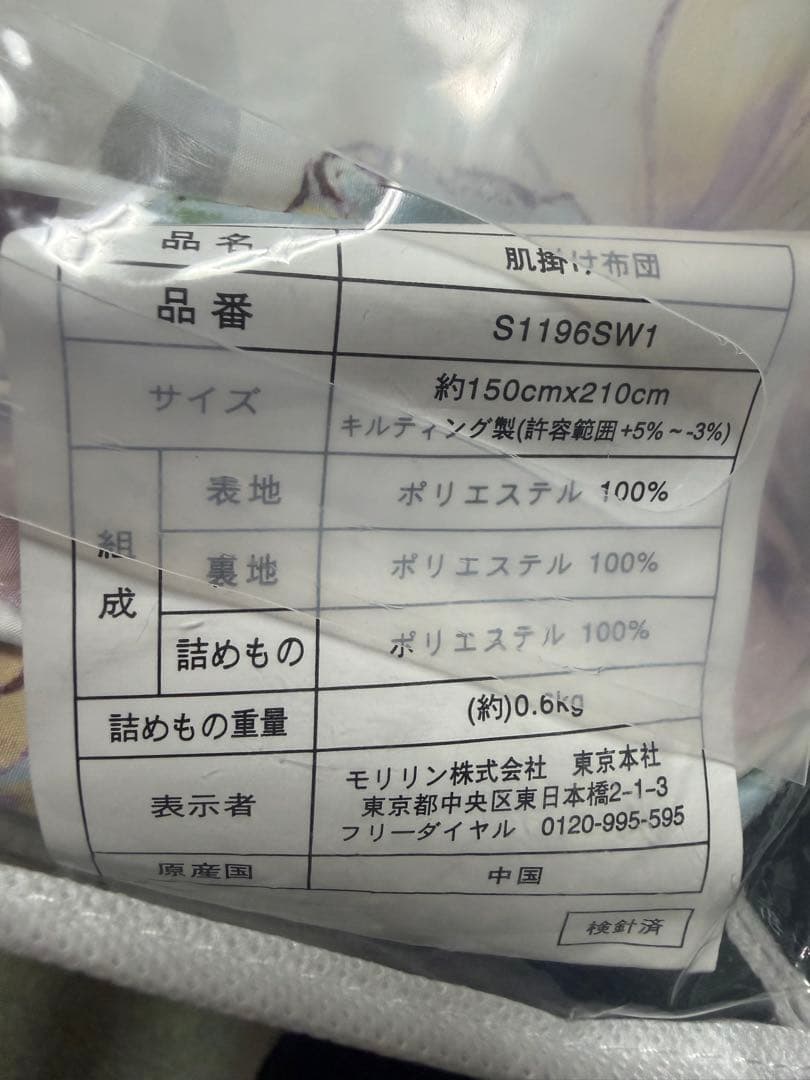 品名 肌掛け布団
品番 S1196SW1
サイズ 約150cmx210cm
キルティング製(許容範囲+5%~-3%)
組成
表地 ポリエステル 100%
裏地 ポリエステル 100%
詰めもの ポリエステル 100%
詰めもの重量 (約)0.6kg
表示者
モリリン株式会社 東京本社
東京都中央区東日本橋2-1-3
フリーダイヤル 0120-995-595
原産国 中国
検針済